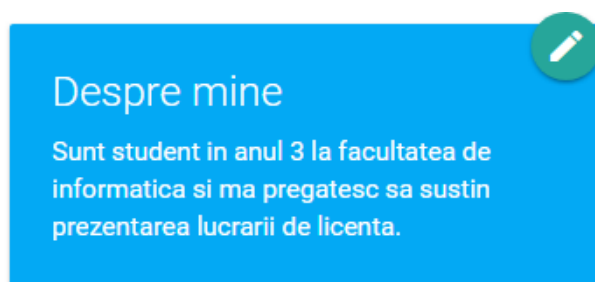 Despre mine
Sunt student in anul 3 la facultatea de
informatica si ma pregatesc sa sustin
prezentarea lucrarii de licenta.